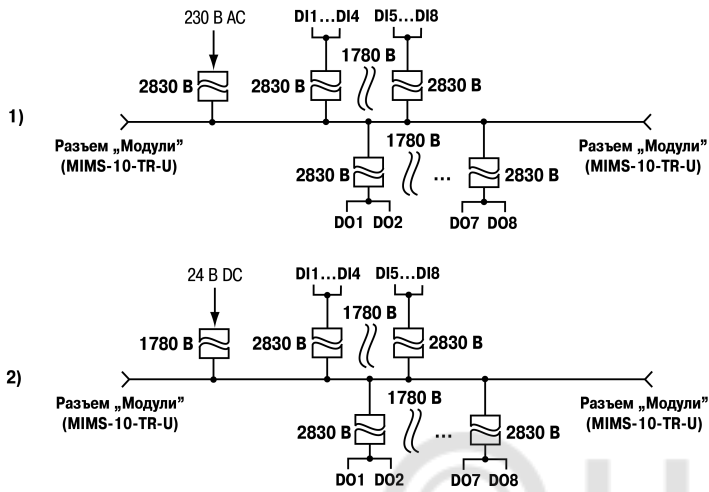 230 В AC
DI1...DI4
DI5...DI8
1780 В
2830 В
2830 В
2830 В
1)
Разъем „Модули”
(MIMS-10-TR-U)
1780 В
Разъем „Модули”
(MIMS-10-TR-U)
2830 В
...
2830 В
DO1 DO2
DO7 DO8
24 В DC
DI1...DI4
DI5...DI8
1780 В
1780 В
2830 В
2830 В
2)
Разъем „Модули”
(MIMS-10-TR-U)
1780 В
Разъем „Модули”
(MIMS-10-TR-U)
2830 В
...
2830 В
DO1 DO2
DO7 DO8